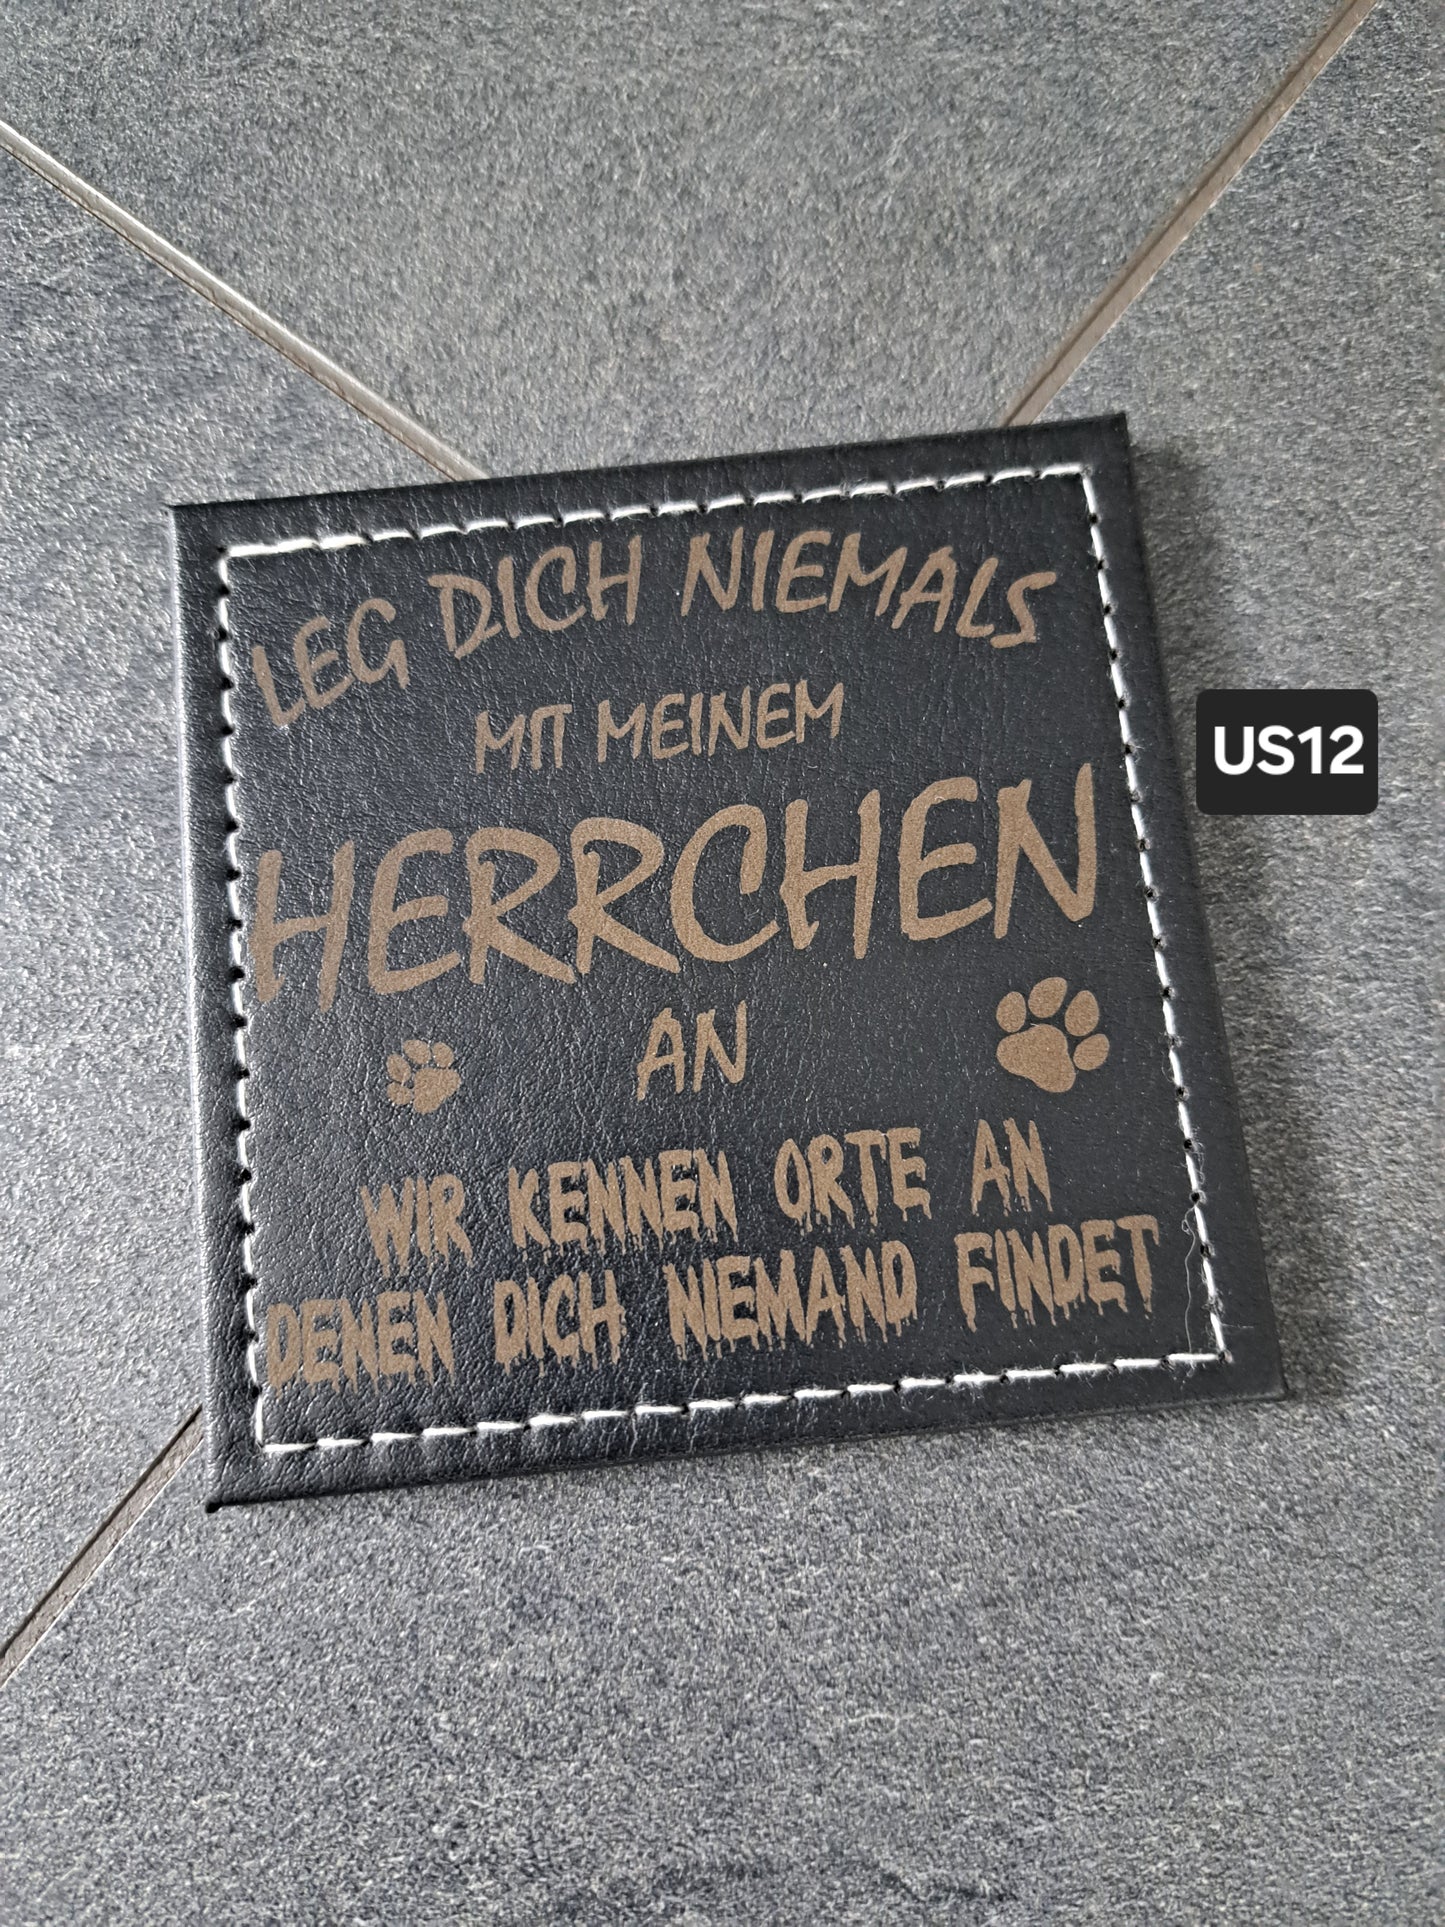 LEG DICH NIEMALS
MIT MEINEM
US12
HERRCHEN
AN
WIR KENNEN ORTE AN
DENEN DICH NIEMAND FINDET